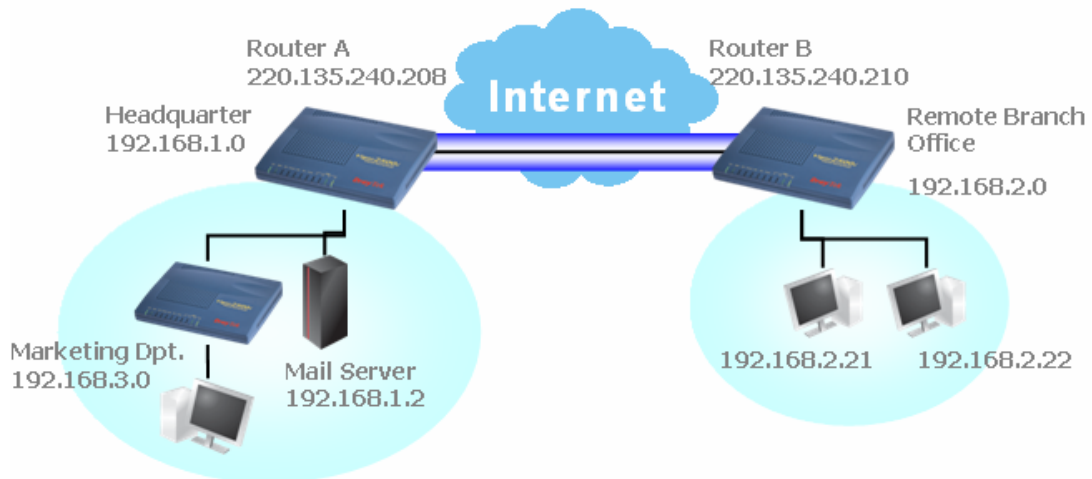 Router A
220.135.240.208
Internet
Router B
220.135.240.210
Headquarter
192.168.1.0
Remote Branch
Office
192.168.2.0
Marketing Dpt.
192.168.3.0
Mail Server
192.168.1.2
192.168.2.21
192.168.2.22